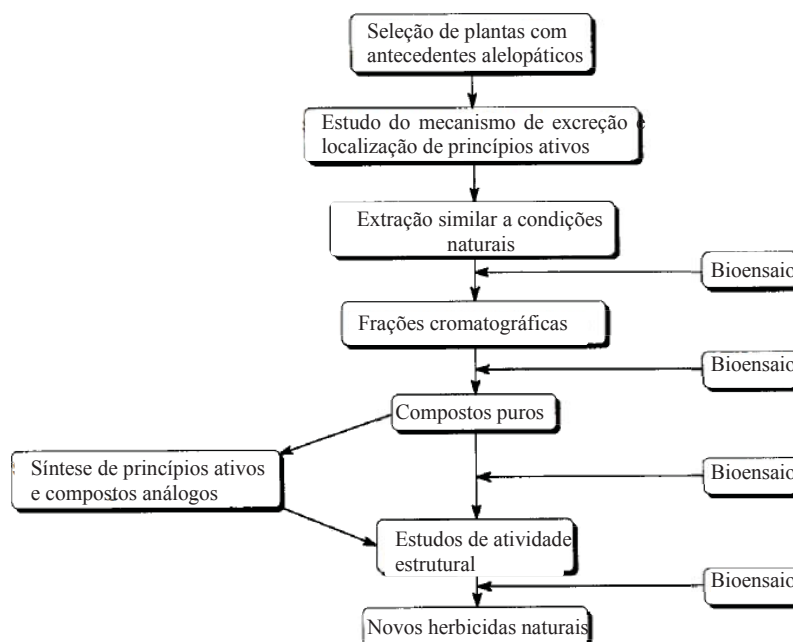 Seleção de plantas com
antecedentes alelopáticos
Estudo do mecanismo de excreção e
localização de princípios ativos
Extração similar a condições
naturais
Bioensaio
Frações cromatográficas
Bioensaio
Compostos puros
Síntese de princípios ativos
e compostos análogos
Bioensaio
Estudos de atividade
estrutural
Bioensaio
Novos herbicidas naturais